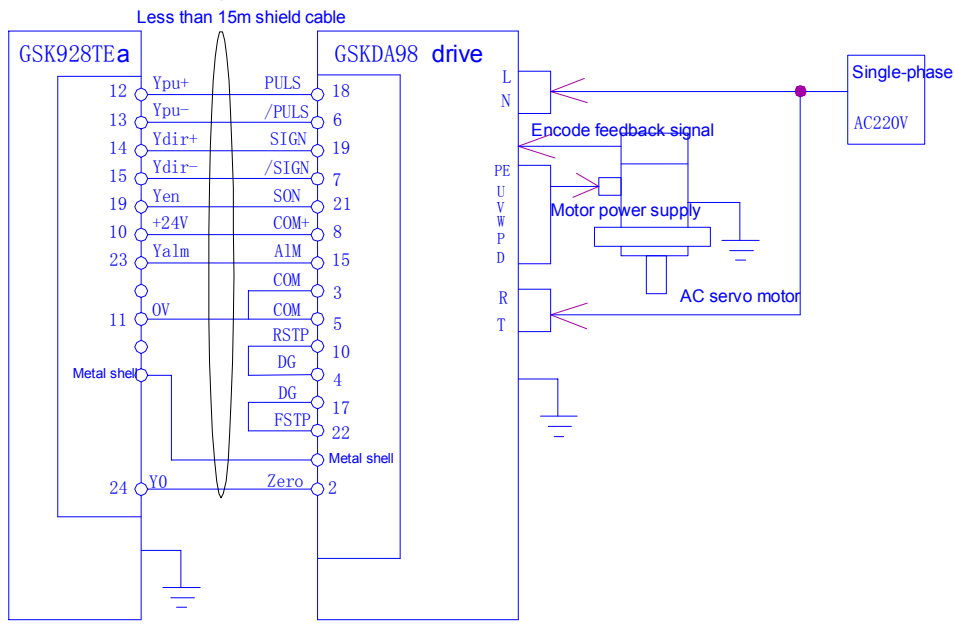 Less than 15m shield cable
GSK928TEa
GSKDA98 drive
12 Ypu+ PULS 18
13 Ypu- /PULS 6
14 Ydir+ SIGN 19
15 Ydir- /SIGN 7
19 Yen SON 21
10 +24V COM+ 8
23 Yalm AlM 15
COM 3
11 0V COM 5
RSTP 10
DG 4
Metal shell
DG 17
FSTP 22
Metal shell
24 Y0 Zero 2
L
N
Encode feedback signal
PE
U
V
W
P
D
Motor power supply
R
T
AC servo motor
Single-phase
AC220V